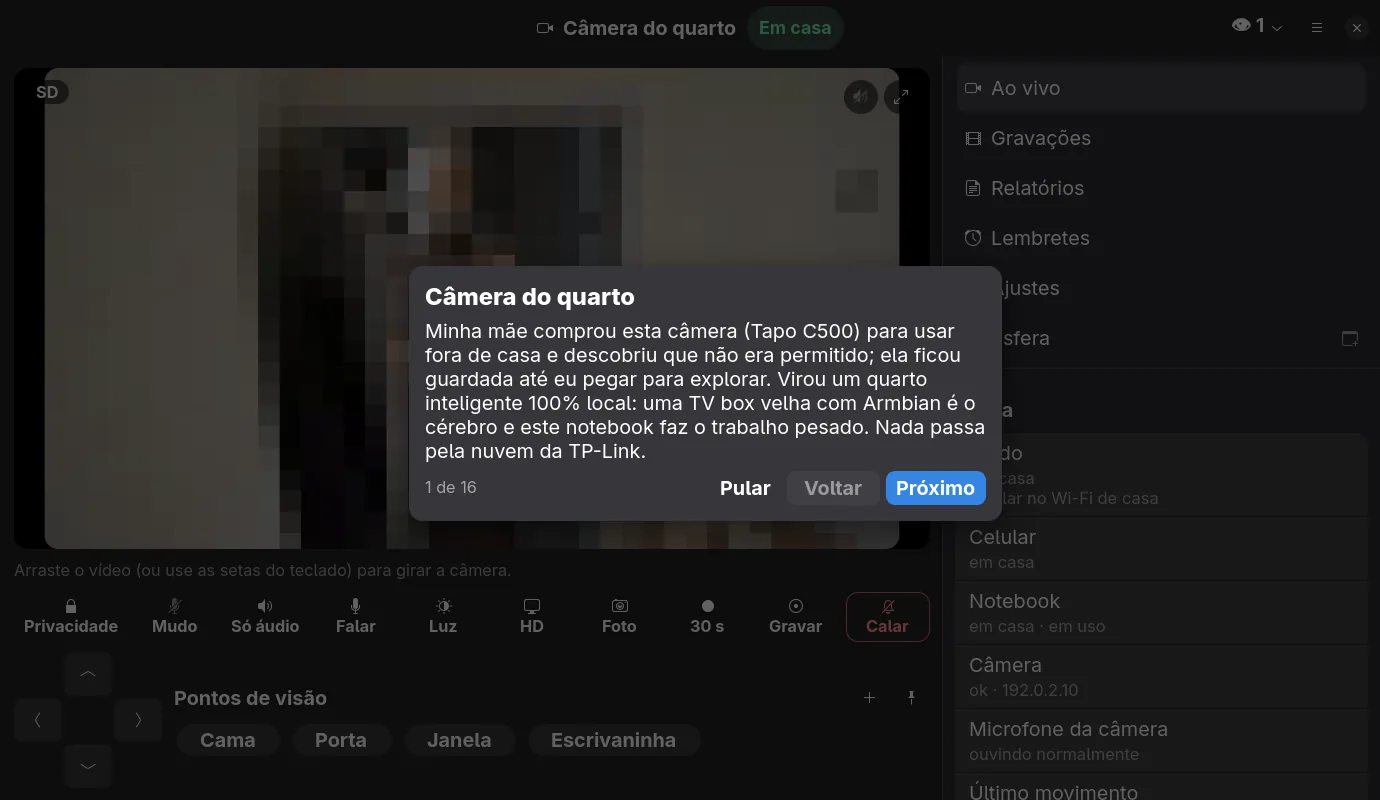 Câmera do quarto
Em casa
1
SD
Ao vivo
Gravações
Relatórios
Lembretes
justes
sfera
Câmera do quarto
Minha mãe comprou esta câmera (Tapo C500) para usar
fora de casa e descobriu que não era permitido; ela ficou
guardada até eu pegar para explorar. Virou um quarto
inteligente 100% local: uma TV box velha com Armbian é o
cérebro e este notebook faz o trabalho pesado. Nada passa
pela nuvem da TP-Link.
1 de 16
Pular
Voltar
Próximo
a
do
casa
lar no WI-Fi de casa
Celular
em casa
Notebook
em casa · em uso
Câmera
ok · 192.0.2.10
Microfone da câmera
ouvindo normalmente
Último movimento
Arraste o vídeo (ou use as setas do teclado) para girar a câmera.
Privacidade
Mudo
Só áudio
Falar
Luz
HD
Foto
30 s
Gravar
Calar
Pontos de visão
Cama
Porta
Janela
Escrivaninha